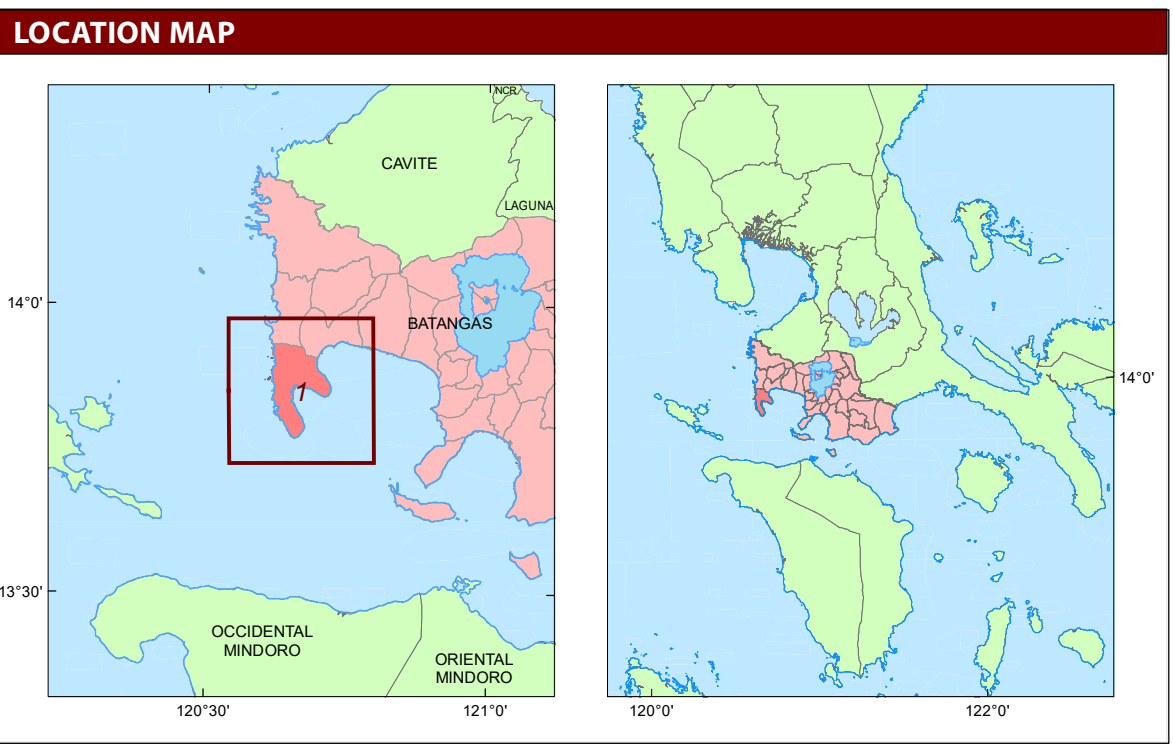 LOCATION MAP
NCR
CAVITE
LAGUNA
14°0'
BATANGAS
1
13°30'
OCCIDENTAL
MINDORO
ORIENTAL
MINDORO
120°30'
121°0'
14°0'
120°0'
122°0'